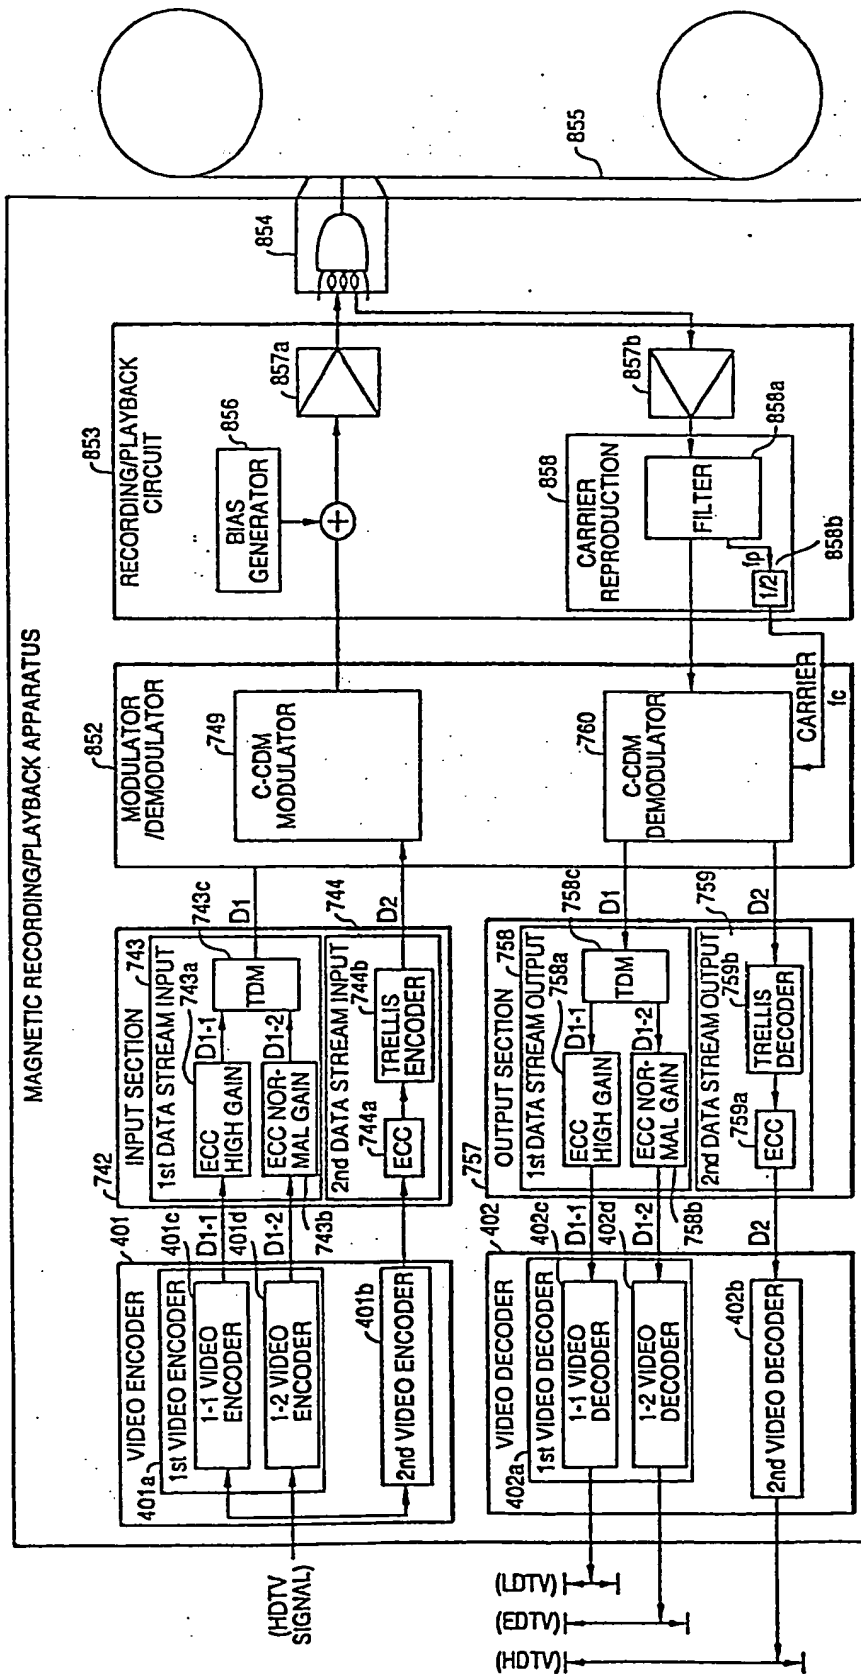 MAGNETIC RECORDING/PLAYBACK APPARATUS
401
VIDEO ENCODER
401a
1st VIDEO ENCODER
401c
1-1 VIDEO
ENCODER
401d
1-2 VIDEO
ENCODER
401b
2nd VIDEO ENCODER
(HDTV
SIGNAL)
D1-1
D1-2
742
INPUT SECTION
743
1st DATA STREAM INPUT
743a
ECC
HIGH GAIN
ECC NOR-
MAL GAIN
743b
D1-1
D1-2
743c
TDM
744
2nd DATA STREAM INPUT
744a
ECC
744b
TRELLIS
ENCODER
D1
D2
852
MODULATOR
/DEMODULATOR
749
C-CDM
MODULATOR
853
RECORDING/PLAYBACK
CIRCUIT
856
BIAS
GENERATOR
+
857a
854
855
857b
858
CARRIER
REPRODUCTION
858a
FILTER
fp
1/2
858b
CARRIER
fc
760
C-CDM
DEMODULATOR
D1
D2
757
OUTPUT SECTION
758
1st DATA STREAM OUTPUT
758c
TDM
D1-1
D1-2
758a
ECC
HIGH GAIN
ECC NOR-
MAL GAIN
758b
759
2nd DATA STREAM OUTPUT
759b
TRELLIS
DECODER
759a
ECC
D1-1
D1-2
D2
402
VIDEO DECODER
402a
1st VIDEO DECODER
402c
1-1 VIDEO
DECODER
402d
1-2 VIDEO
DECODER
402b
2nd VIDEO DECODER
(LDTV)
(EDTV)
(HDTV)